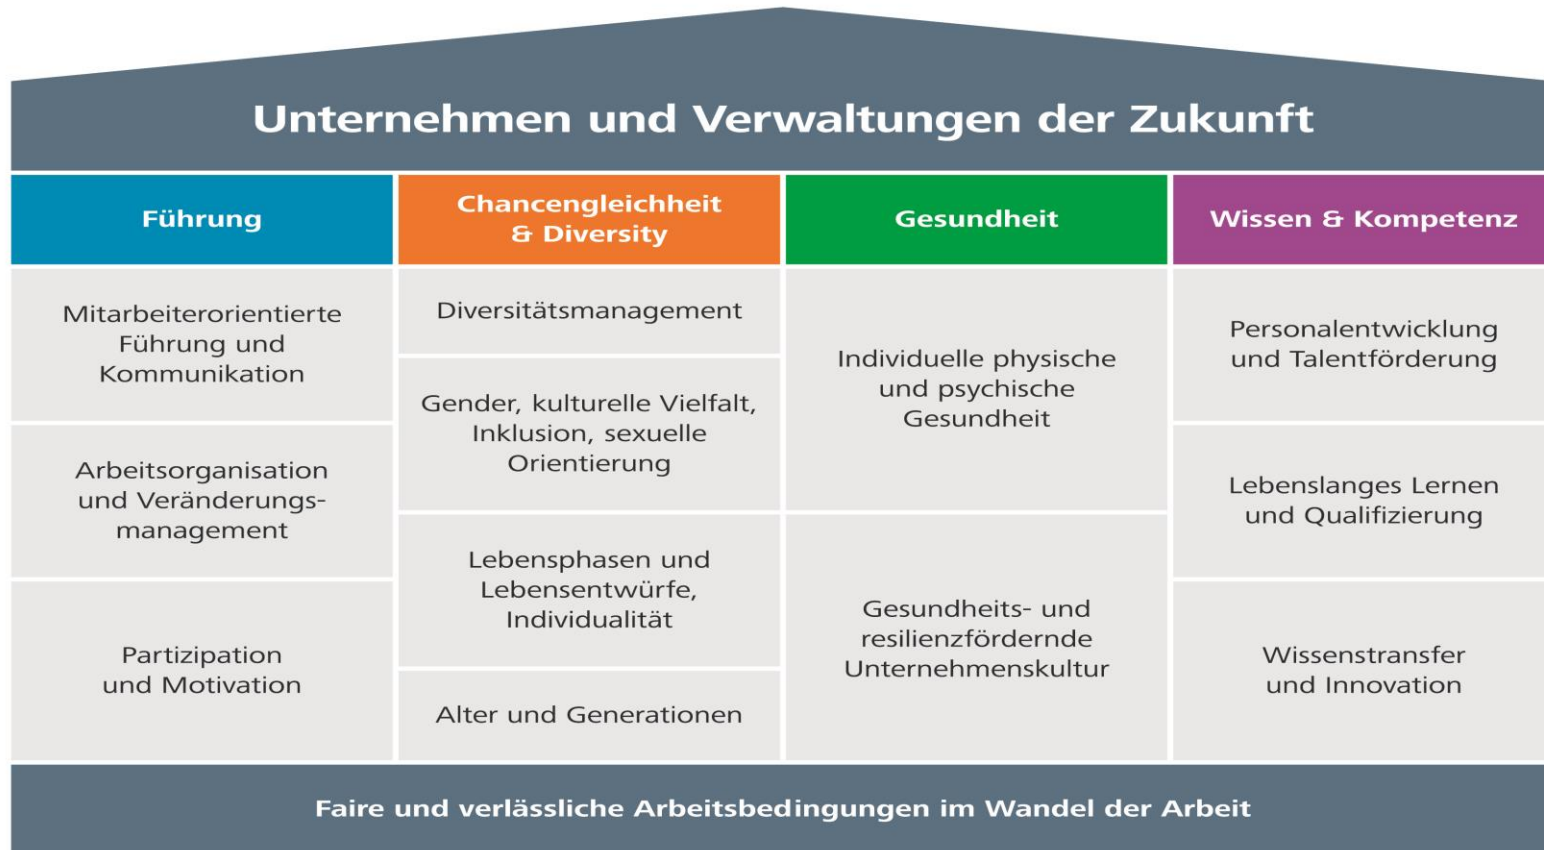 Unternehmen und Verwaltungen der Zukunft
Führung
Mitarbeiterorientierte
Führung und
Kommunikation
Arbeitsorganisation
und Veränderungs-
management
Partizipation
und Motivation
Chancengleichheit
& Diversity
Diversitätsmanagement
Gender, kulturelle Vielfalt,
Inklusion, sexuelle
Orientierung
Lebensphasen und
Lebensentwürfe,
Individualität
Alter und Generationen
Gesundheit
Individuelle physische
und psychische
Gesundheit
Gesundheits- und
resilienzfördernde
Unternehmenskultur
Wissen & Kompetenz
Personalentwicklung
und Talentförderung
Lebenslanges Lernen
und Qualifizierung
Wissenstransfer
und Innovation
Faire und verlässliche Arbeitsbedingungen im Wandel der Arbeit